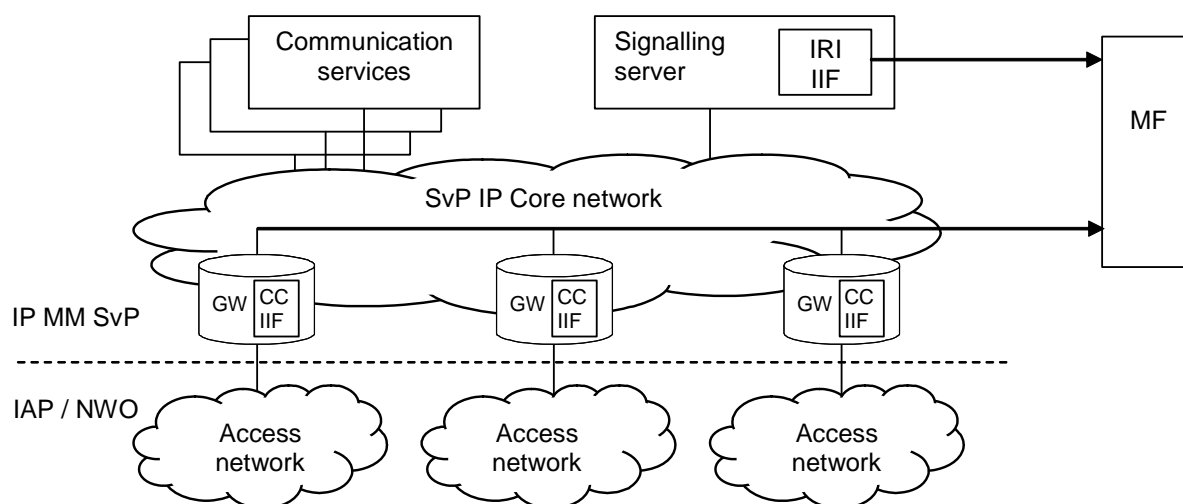 Communication
services
Signalling
server
IRI
IIF
MF
SvP IP Core network
GW
CC
IIF
GW
CC
IIF
GW
CC
IIF
IP MM SvP
IAP / NWO
Access
network
Access
network
Access
network